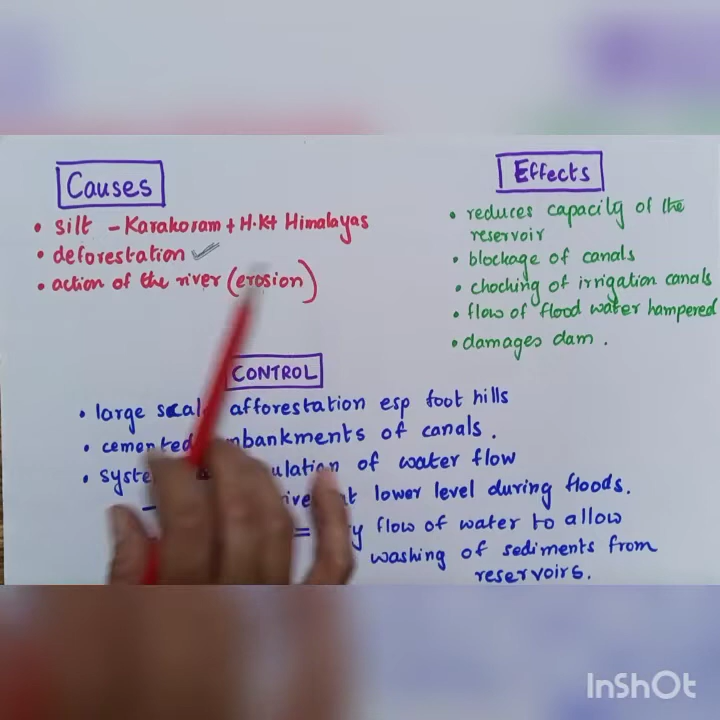 Causes
• silt – Karakoram + H.K+ Himalayas
• deforestation ✓
• action of the river (erosion)
Effects
• reduces capacity of the
reservoir
• blockage of canals
• chocking of irrigation canals
• flow of flood water hampered
• damages dam.
CONTROL
• large scale afforestation esp foot hills
• cemented embankments of canals.
• of water flow
– at lower level during floods.
= flow of water to allow
washing of sediments from
reservoirs.
InShOt